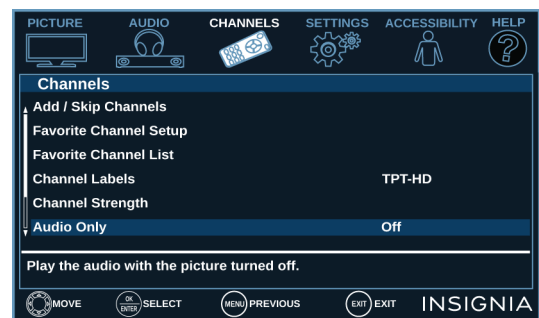 PICTURE AUDIO CHANNELS SETTINGS ACCESSIBILITY HELP
?
Channels
Add / Skip Channels
Favorite Channel Setup
Favorite Channel List
Channel Labels TPT-HD
Channel Strength
Audio Only Off
Play the audio with the picture turned off.
MOVE OK ENTER SELECT MENU PREVIOUS EXIT EXIT INSIGNIA